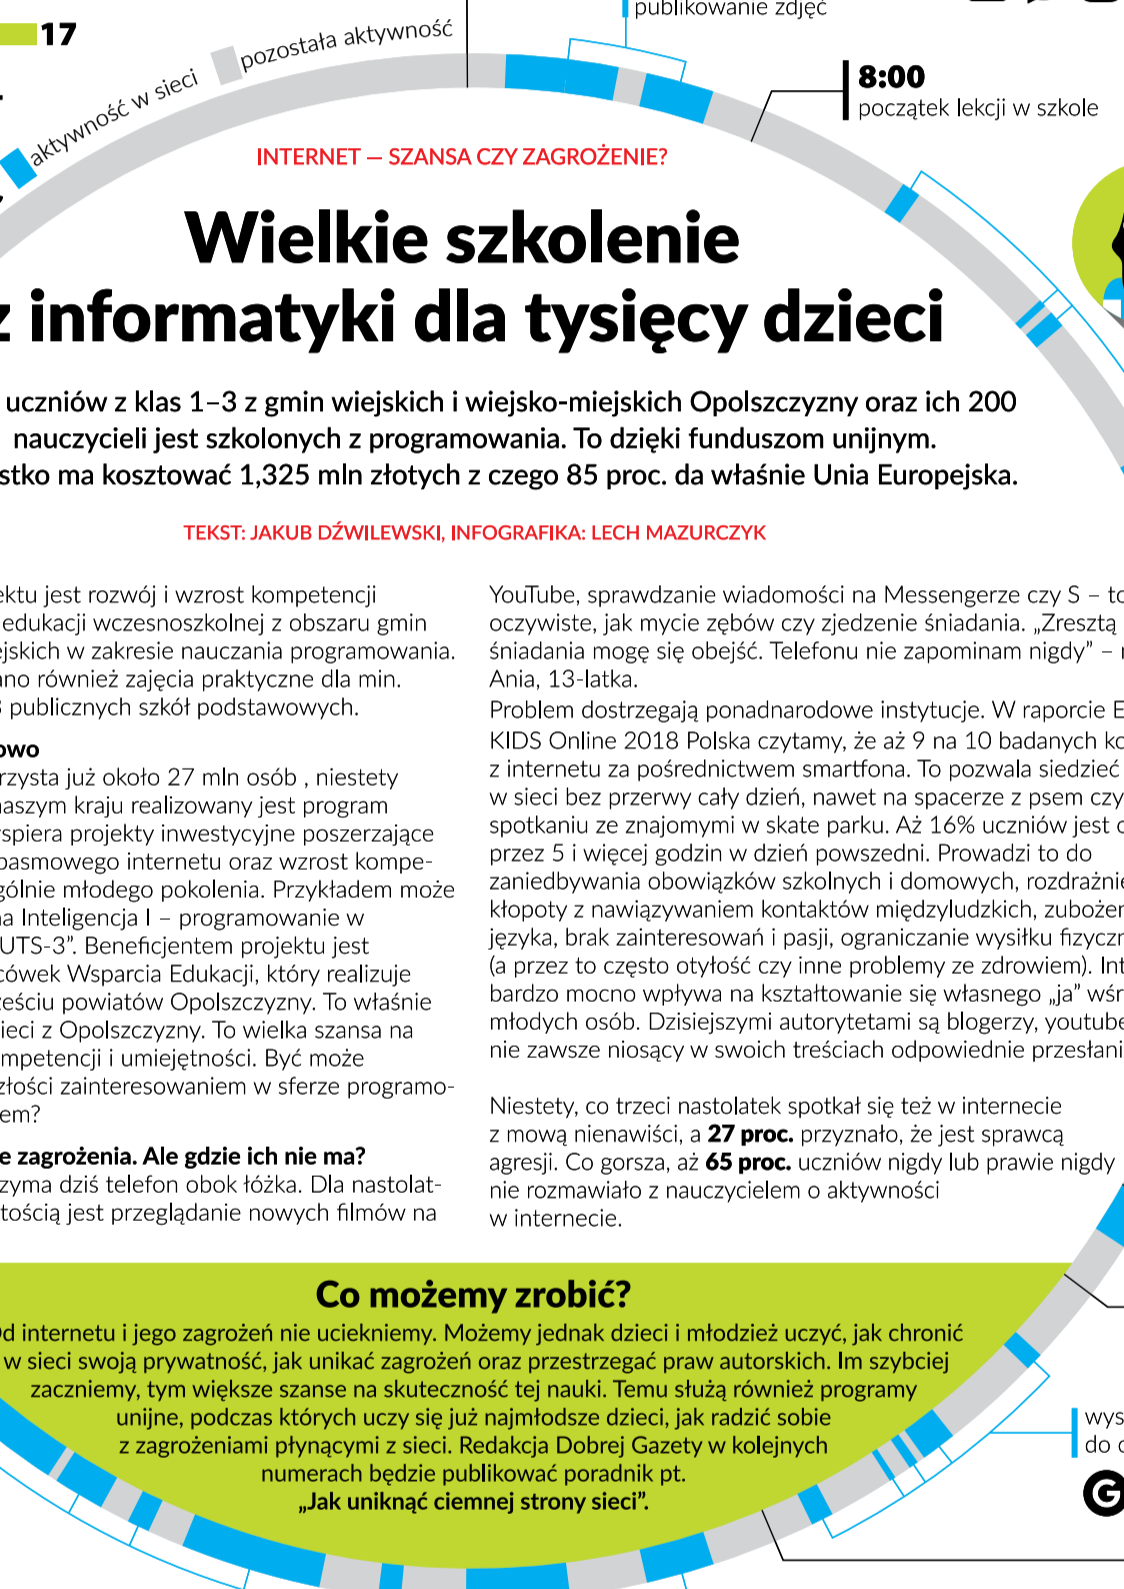 17
publikowanie zdjęć
pozostała aktywność
aktywność w sieci
8:00
początek lekcji w szkole
INTERNET — SZANSA CZY ZAGROŻENIE?
Wielkie szkolenie
z informatyki dla tysięcy dzieci
uczniów z klas 1–3 z gmin wiejskich i wiejsko-miejskich Opolszczyzny oraz ich 200
nauczycieli jest szkolonych z programowania. To dzięki funduszom unijnym.
stko ma kosztować 1,325 mln złotych z czego 85 proc. da właśnie Unia Europejska.
TEKST: JAKUB DŹWILEWSKI, INFOGRAFIKA: LECH MAZURCZYK
ektu jest rozwój i wzrost kompetencji
edukacji wczesnoszkolnej z obszaru gmin
ejskich w zakresie nauczania programowania.
ano również zajęcia praktyczne dla min.
3 publicznych szkół podstawowych.
owo
rzysta już około 27 mln osób , niestety
naszym kraju realizowany jest program
spiera projekty inwestycyjne poszerzające
pasmowego internetu oraz wzrost kompe-
gólnie młodego pokolenia. Przykładem może
na Inteligencja I – programowanie w
UTS-3”. Beneficjentem projektu jest
cówek Wsparcia Edukacji, który realizuje
ześciu powiatów Opolszczyzny. To właśnie
ieci z Opolszczyzny. To wielka szansa na
mpetencji i umiejętności. Być może
złości zainteresowaniem w sferze programo-
em?
e zagrożenia. Ale gdzie ich nie ma?
zyma dziś telefon obok łóżka. Dla nastolat-
tością jest przeglądanie nowych filmów na
YouTube, sprawdzanie wiadomości na Messengerze czy S – to
oczywiste, jak mycie zębów czy zjedzenie śniadania. „Zresztą
śniadania mogę się obejść. Telefonu nie zapominam nigdy” –
Ania, 13-latka.
Problem dostrzegają ponadnarodowe instytucje. W raporcie E
KIDS Online 2018 Polska czytamy, że aż 9 na 10 badanych ko
z internetu za pośrednictwem smartfona. To pozwala siedzieć
w sieci bez przerwy cały dzień, nawet na spacerze z psem czy
spotkaniu ze znajomymi w skate parku. Aż 16% uczniów jest
przez 5 i więcej godzin w dzień powszedni. Prowadzi to do
zaniedbywania obowiązków szkolnych i domowych, rozdrażnie
kłopoty z nawiązywaniem kontaktów międzyludzkich, zubożen
języka, brak zainteresowań i pasji, ograniczanie wysiłku fizyczn
(a przez to często otyłość czy inne problemy ze zdrowiem). Int
bardzo mocno wpływa na kształtowanie się własnego „ja” wśr
młodych osób. Dzisiejszymi autorytetami są blogerzy, youtube
nie zawsze niosący w swoich treściach odpowiednie przesłani
Niestety, co trzeci nastolatek spotkał się też w internecie
z mową nienawiści, a 27 proc. przyznało, że jest sprawcą
agresji. Co gorsza, aż 65 proc. uczniów nigdy lub prawie nigdy
nie rozmawiało z nauczycielem o aktywności
w internecie.
Co możemy zrobić?
d internetu i jego zagrożeń nie uciekniemy. Możemy jednak dzieci i młodzież uczyć, jak chronić
w sieci swoją prywatność, jak unikać zagrożeń oraz przestrzegać praw autorskich. Im szybciej
zaczniemy, tym większe szanse na skuteczność tej nauki. Temu służą również programy
unijne, podczas których uczy się już najmłodsze dzieci, jak radzić sobie
z zagrożeniami płynącymi z sieci. Redakcja Dobrej Gazety w kolejnych
numerach będzie publikować poradnik pt.
„Jak uniknąć ciemnej strony sieci”.
wys
do
G